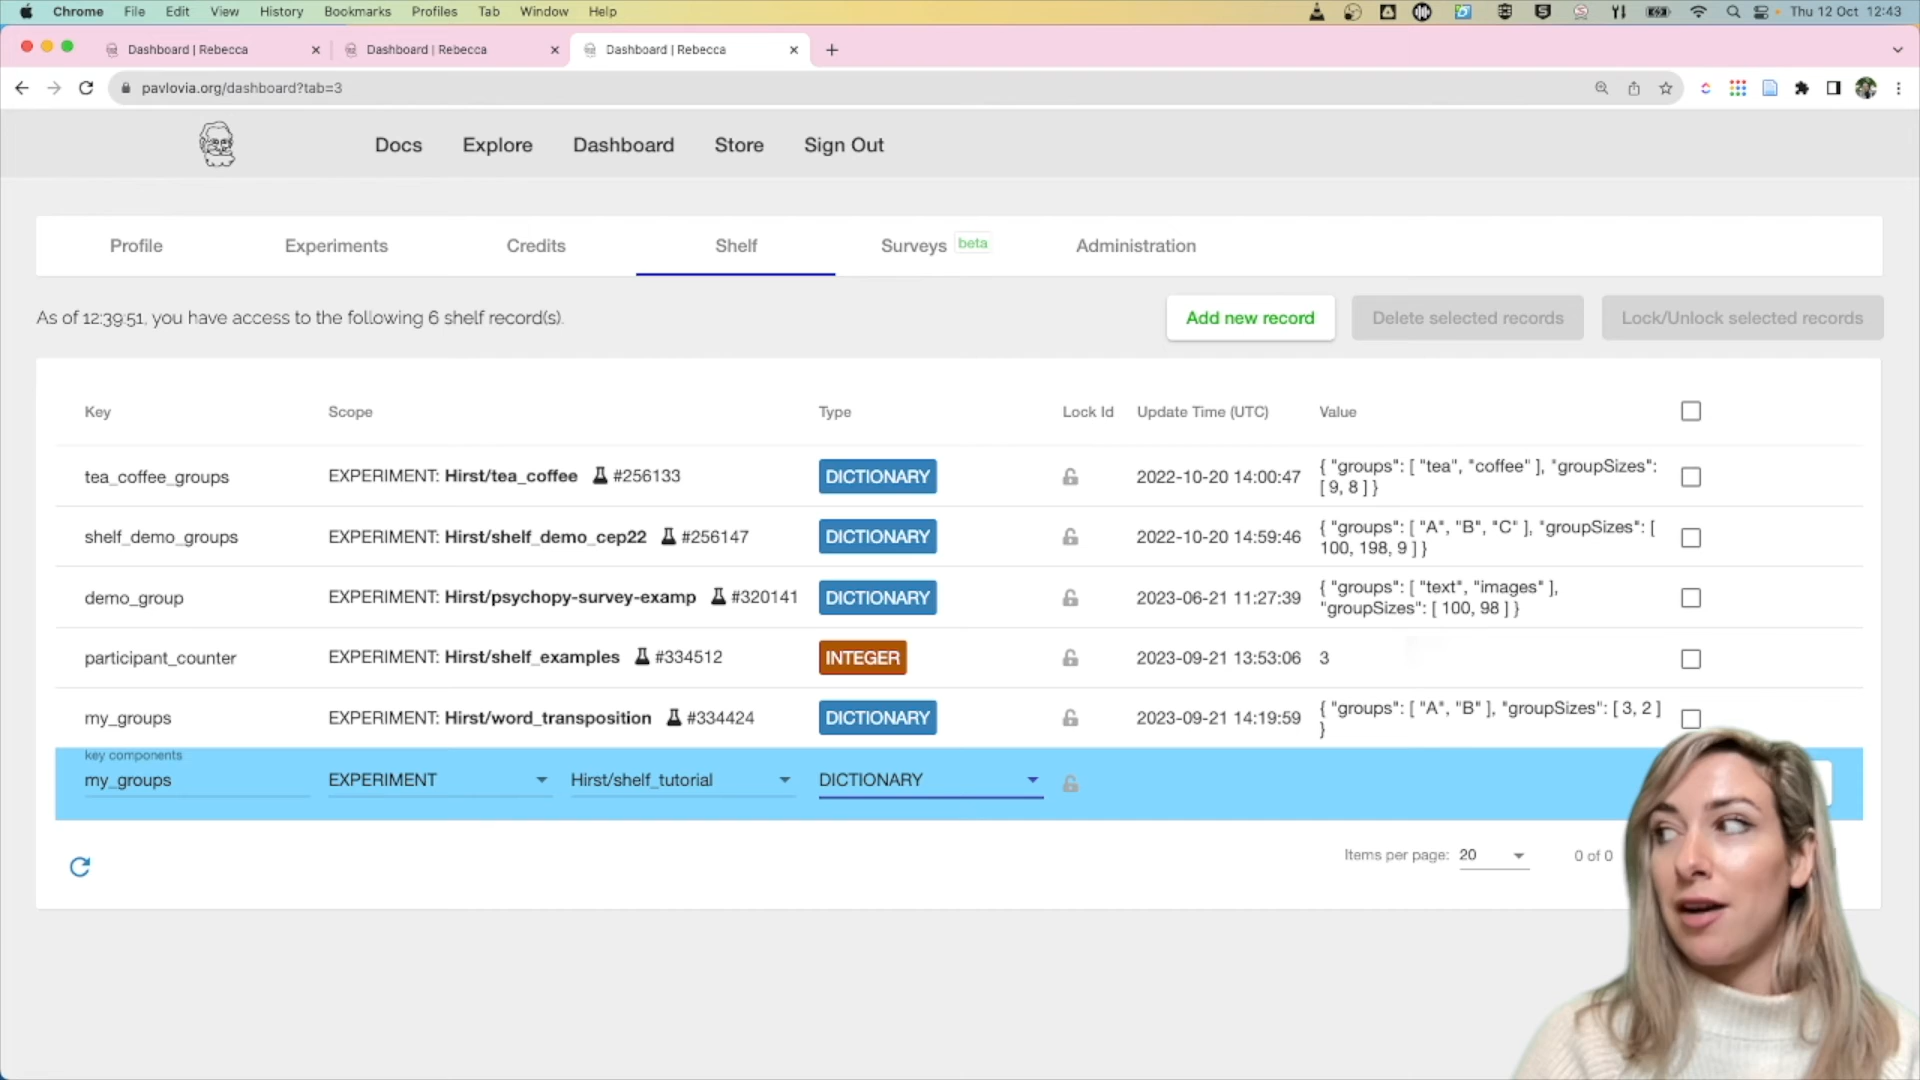 Chrome File Edit View History Bookmarks Profiles Tab Window Help Thu 12 Oct 12:43
Dashboard | Rebecca Dashboard | Rebecca Dashboard | Rebecca
pavlovia.org/dashboard?tab=3
Docs Explore Dashboard Store Sign Out
Profile Experiments Credits Shelf Surveys beta Administration
As of 12:39:51, you have access to the following 6 shelf record(s). Add new record Delete selected records Lock/Unlock selected records
Key Scope Type Lock Id Update Time (UTC) Value
tea_coffee_groups EXPERIMENT: Hirst/tea_coffee #256133 DICTIONARY 2022-10-20 14:00:47 { "groups": [ "tea", "coffee" ], "groupSizes":
[ 9, 8 ] }
shelf_demo_groups EXPERIMENT: Hirst/shelf_demo_cep22 #256147 DICTIONARY 2022-10-20 14:59:46 { "groups": [ "A", "B", "C" ], "groupSizes": [
100, 198, 9 ] }
demo_group EXPERIMENT: Hirst/psychopy-survey-examp #320141 DICTIONARY 2023-06-21 11:27:39 { "groups": [ "text", "images" ],
"groupSizes": [ 100, 98 ] }
participant_counter EXPERIMENT: Hirst/shelf_examples #334512 INTEGER 2023-09-21 13:53:06 3
my_groups EXPERIMENT: Hirst/word_transposition #334424 DICTIONARY 2023-09-21 14:19:59 { "groups": [ "A", "B" ], "groupSizes": [ 3, 2 ]
}
key components
my_groups EXPERIMENT Hirst/shelf_tutorial DICTIONARY
Items per page: 20 0 of 0